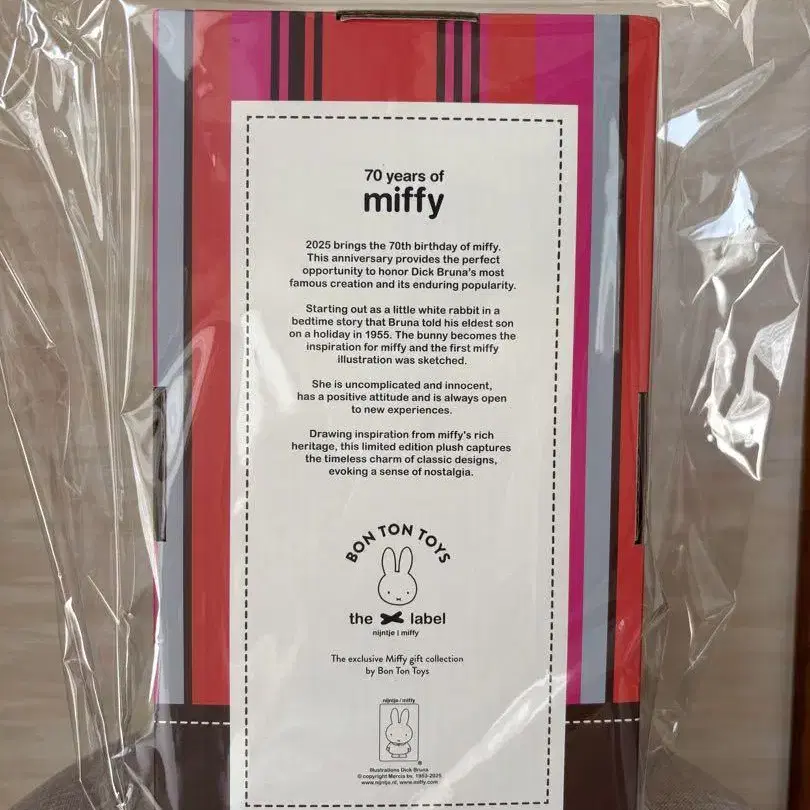 70 years of
miffy
2025 brings the 70th birthday of miffy.
This anniversary provides the perfect
opportunity to honor Dick Bruna's most
famous creation and its enduring popularity.
Starting out as a little white rabbit in a
bedtime story that Bruna told his eldest son
on a holiday in 1955. The bunny becomes the
inspiration for miffy and the first miffy
illustration was sketched.
She is uncomplicated and innocent,
has a positive attitude and is always open
to new experiences.
Drawing inspiration from miffy's rich
heritage, this limited edition plush captures
the timeless charm of classic designs,
evoking a sense of nostalgia.
BON TON TOYS
the label
nijntje | miffy
The exclusive Miffy gift collection
by Bon Ton Toys
nijntje / miffy
®
Illustrations Dick Bruna
© copyright Mercis bv, 1953-2025
www.nijntje.nl, www.miffy.com